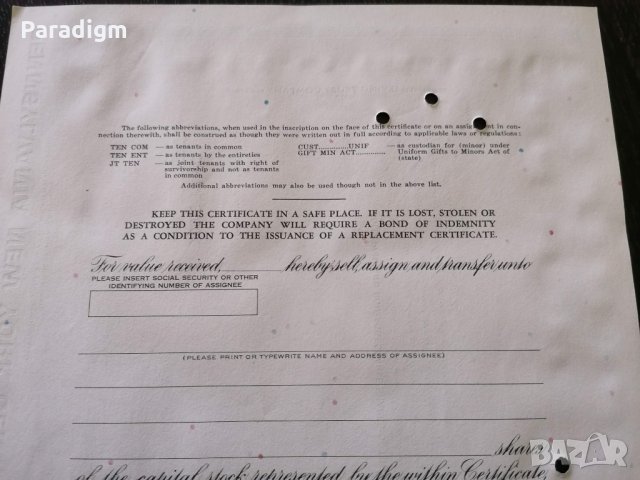 Paradigm
The following abbreviations, when used in the inscription on the face of this certificate or on an assignment in con-
nection therewith, shall be construed as though they were written out in full according to applicable laws or regulations:
TEN COM — as tenants in common
TEN ENT — as tenants by the entireties
JT TEN — as joint tenants with right of
survivorship and not as tenants
in common
CUST.............UNIF — as custodian for (minor) under
GIFT MIN ACT........... Uniform Gifts to Minors Act of
(state)
Additional abbreviations may also be used though not in the above list.
KEEP THIS CERTIFICATE IN A SAFE PLACE. IF IT IS LOST, STOLEN OR
DESTROYED THE COMPANY WILL REQUIRE A BOND OF INDEMNITY
AS A CONDITION TO THE ISSUANCE OF A REPLACEMENT CERTIFICATE.
For value received, hereby sell, assign and transfer unto
PLEASE INSERT SOCIAL SECURITY OR OTHER
IDENTIFYING NUMBER OF ASSIGNEE
(PLEASE PRINT OR TYPEWRITE NAME AND ADDRESS OF ASSIGNEE)
shares
of the capital stock represented by the within Certificate,
BAZAR